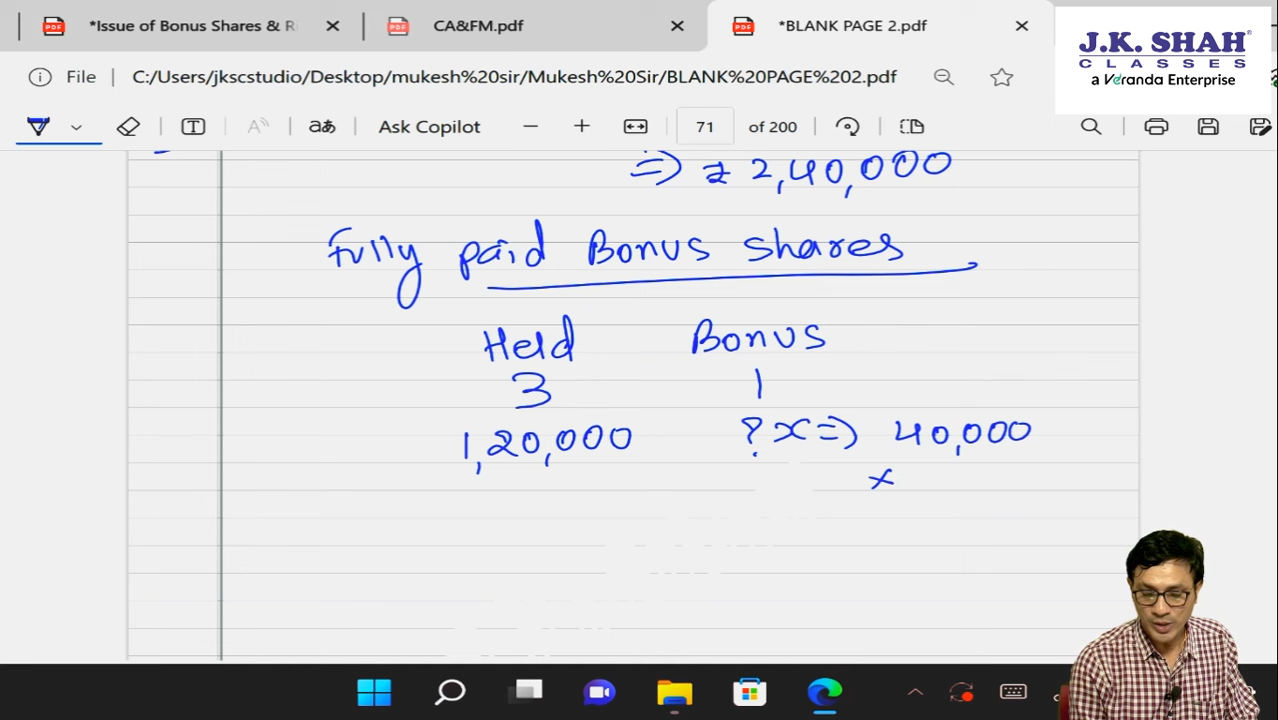 *Issue of Bonus Shares & Ri
CA&FM.pdf
*BLANK PAGE 2.pdf
J.K. SHAH®
CLASSES
a Veranda Enterprise
File
C:/Users/jkscstudio/Desktop/mukesh%20sir/Mukesh%20Sir/BLANK%20PAGE%202.pdf
Ask Copilot
71 of 200
=> ₹ 2,40,000
Fully paid Bonus shares
Held Bonus
3 1
1,20,000 ? x => 40,000
×